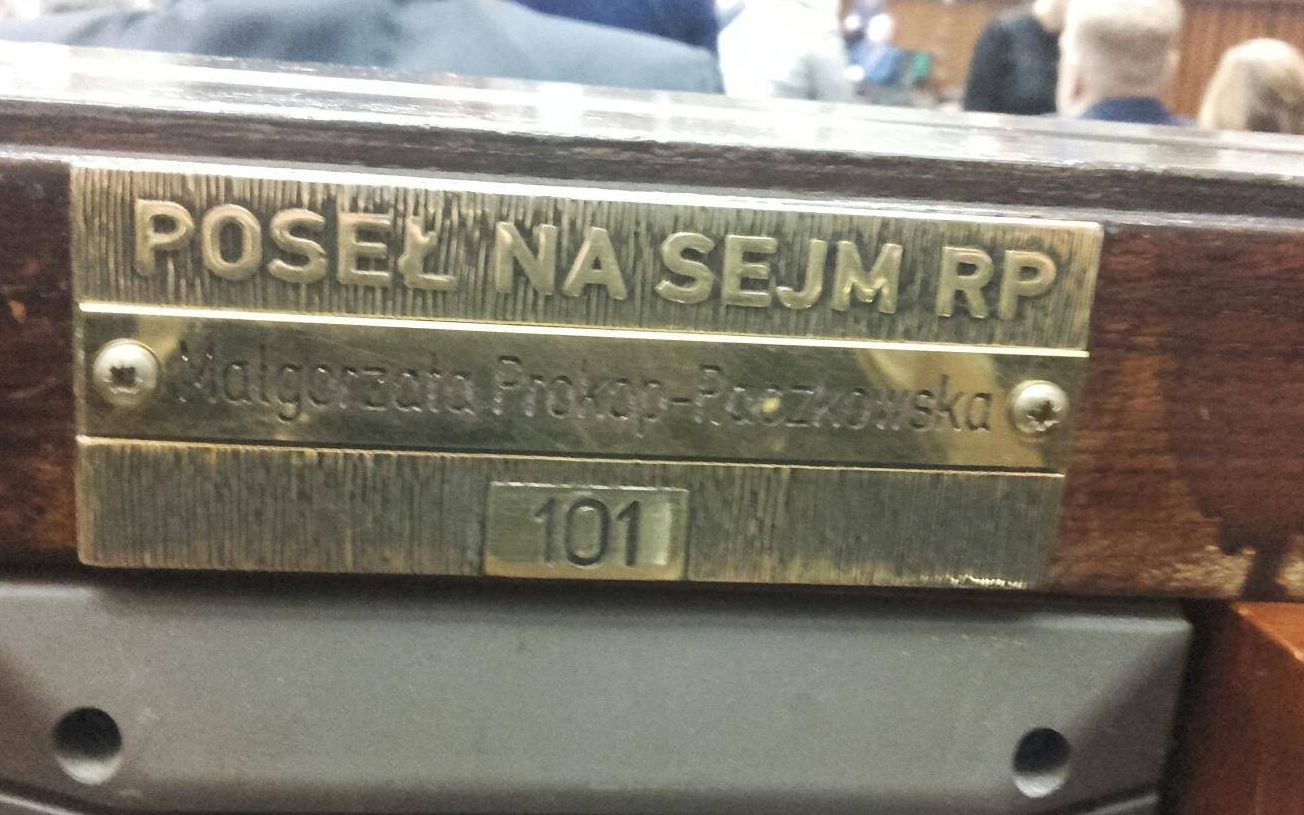 POSEŁ NA SEJM RP
Małgorzata Prokop-Paczkowska
101